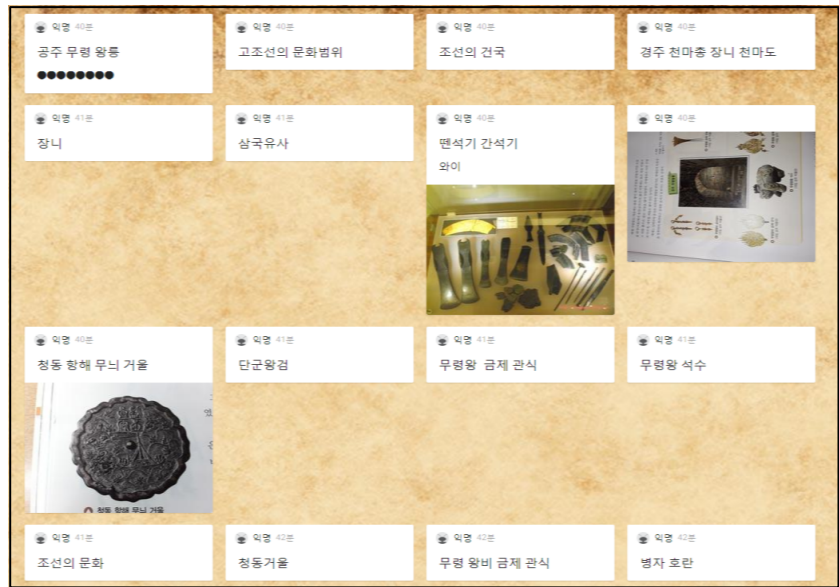 익명 40분
공주 무령 왕릉
●●●●●●●●
익명 40분
고조선의 문화범위
익명 40분
조선의 건국
익명 40분
경주 천마총 장니 천마도
익명 41분
장니
익명 41분
삼국유사
익명 40분
뗀석기 간석기
와이
익명 40분
익명 40분
청동 항해 무늬 거울
청동 항해 무늬 거울
익명 41분
단군왕검
익명 41분
무령왕 금제 관식
익명 41분
무령왕 석수
익명 41분
조선의 문화
익명 42분
청동거울
익명 42분
무령 왕비 금제 관식
익명 42분
병자 호란